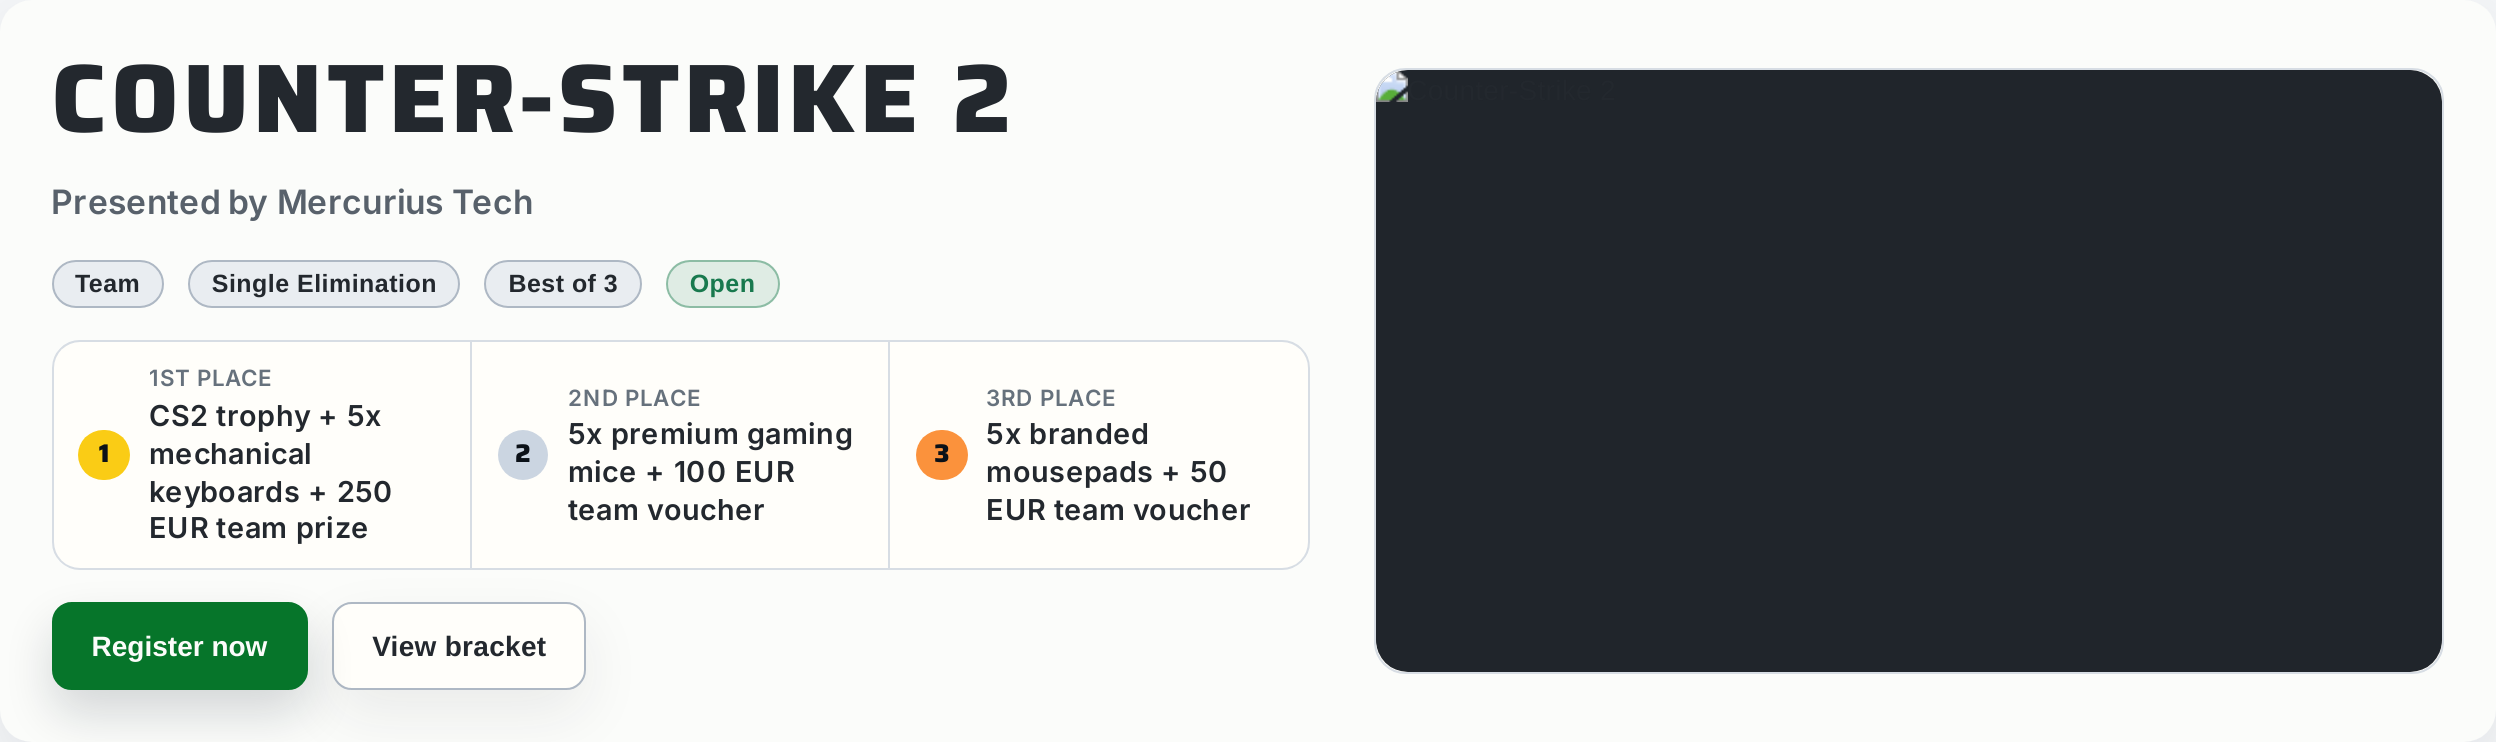 COUNTER-STRIKE 2
Presented by Mercurius Tech
Team
Single Elimination
Best of 3
Open
1
1ST PLACE
CS2 trophy + 5x
mechanical
keyboards + 250
EUR team prize
2
2ND PLACE
5x premium gaming
mice + 100 EUR
team voucher
3
3RD PLACE
5x branded
mousepads + 50
EUR team voucher
Register now
View bracket